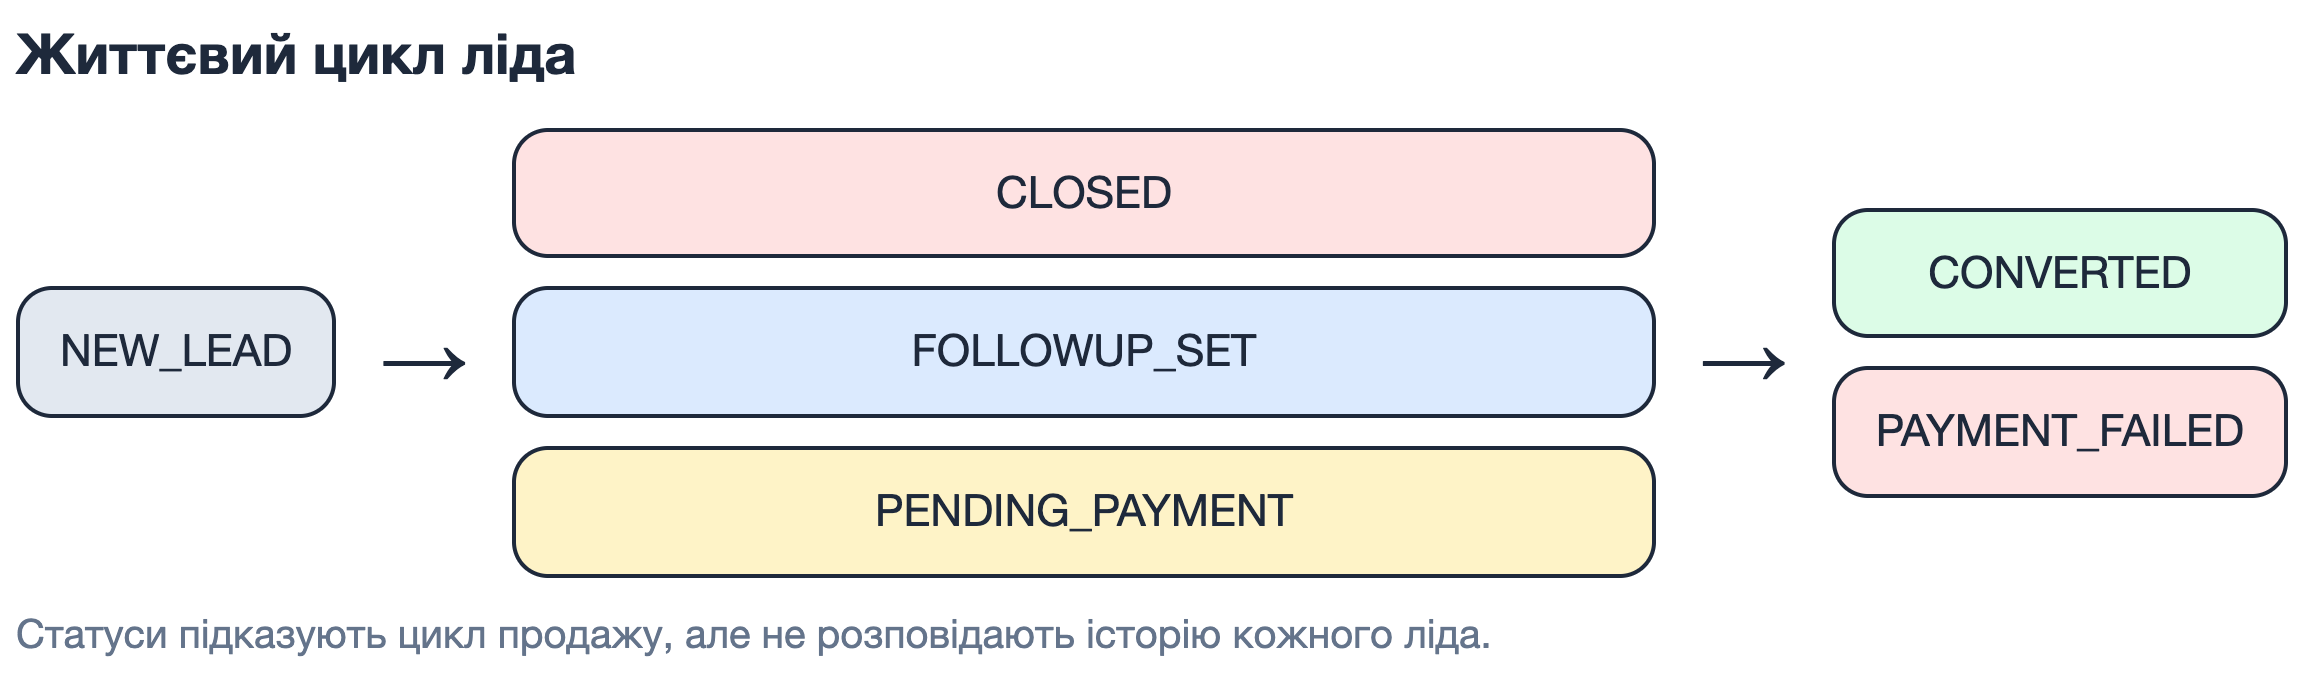 Життєвий цикл ліда
NEW_LEAD
→
CLOSED
FOLLOWUP_SET
PENDING_PAYMENT
→
CONVERTED
PAYMENT_FAILED
Статуси підказують цикл продажу, але не розповідають історію кожного ліда.